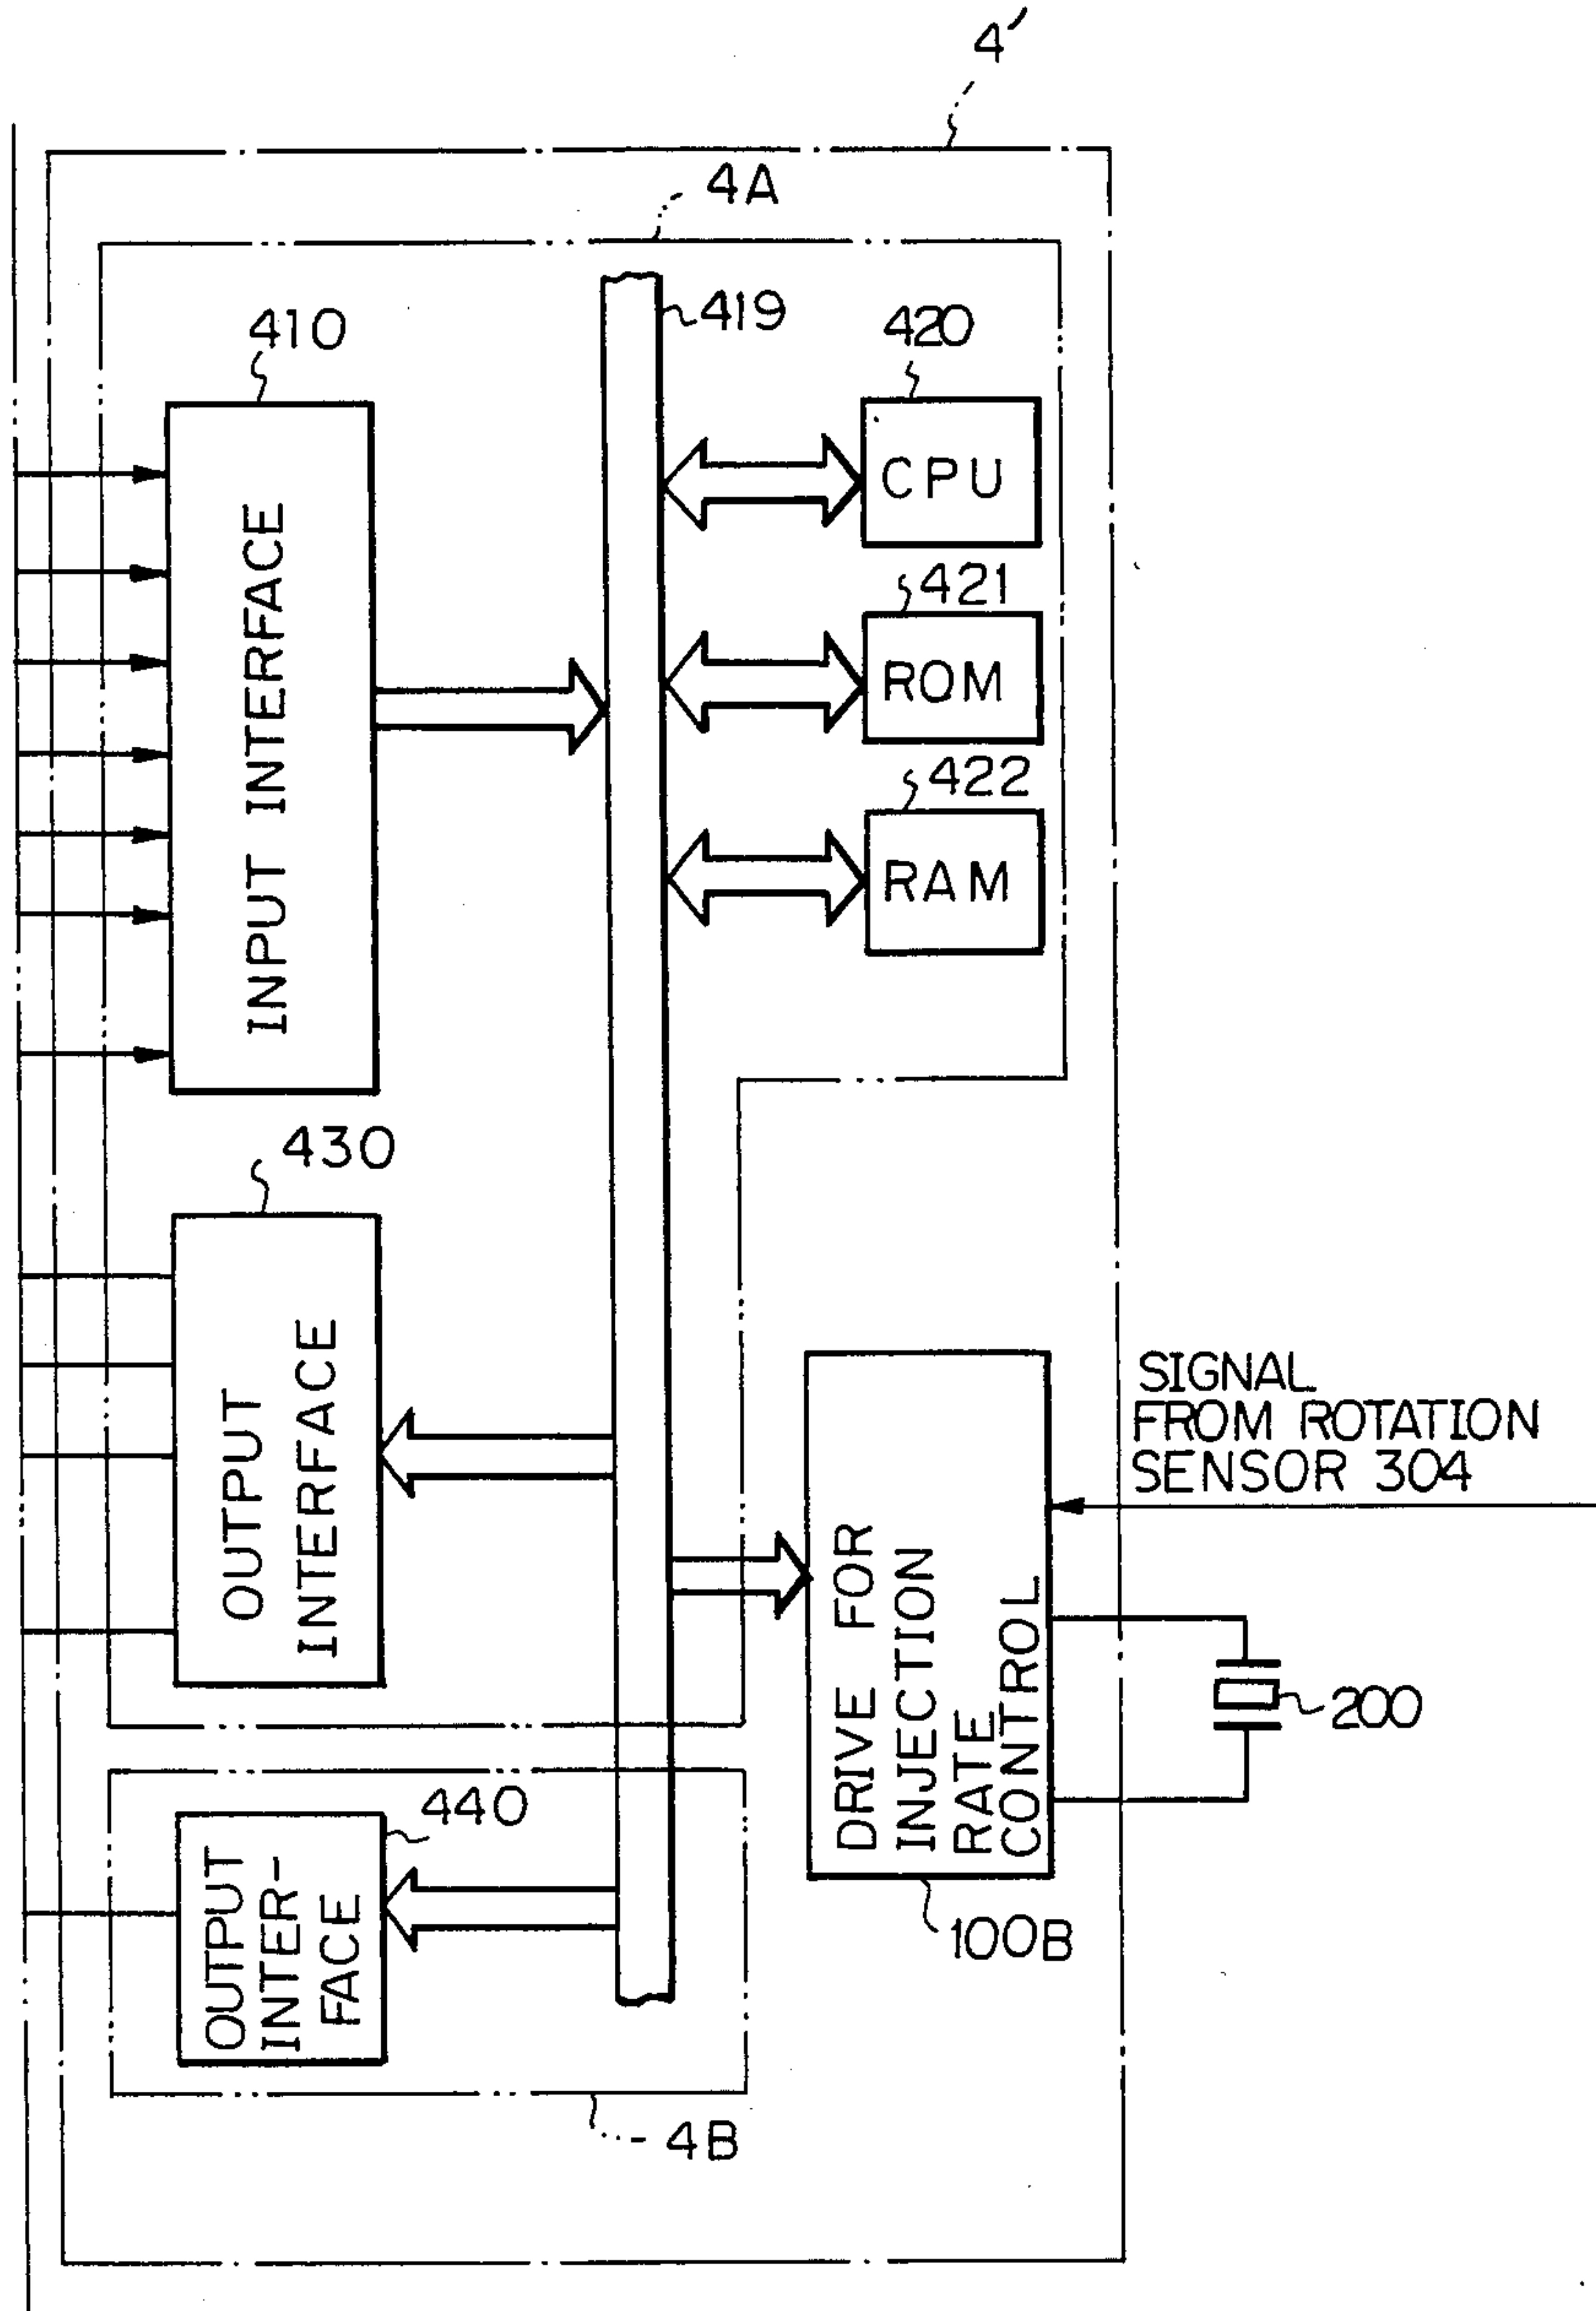 4'
4A
419
410
420
INPUT INTERFACE
CPU
421
ROM
422
RAM
430
OUTPUT
INTERFACE
SIGNAL
FROM ROTATION
SENSOR 304
DRIVE FOR
INJECTION
RATE
CONTROL
200
440
OUTPUT
INTER-
FACE
100B
4B